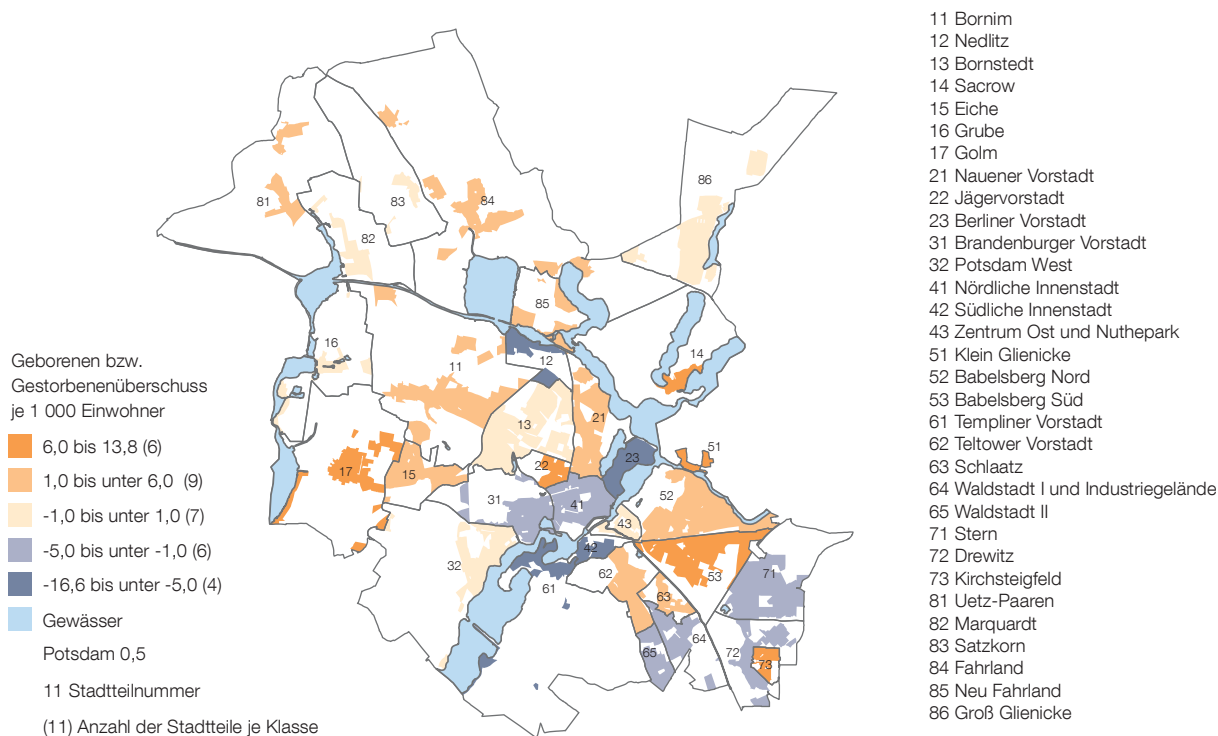 Geborenen bzw.
Gestorbenenüberschuss
je 1 000 Einwohner
6,0 bis 13,8 (6)
1,0 bis unter 6,0 (9)
-1,0 bis unter 1,0 (7)
-5,0 bis unter -1,0 (6)
-16,6 bis unter -5,0 (4)
Gewässer
Potsdam 0,5
11 Stadtteilnummer
(11) Anzahl der Stadtteile je Klasse
86
81
83
84
82
85
16
11
12
14
13
21
17
15
22
23
51
31
41
52
43
32
42
61
62
53
71
63
65
64
72
73
11 Bornim
12 Nedlitz
13 Bornstedt
14 Sacrow
15 Eiche
16 Grube
17 Golm
21 Nauener Vorstadt
22 Jägervorstadt
23 Berliner Vorstadt
31 Brandenburger Vorstadt
32 Potsdam West
41 Nördliche Innenstadt
42 Südliche Innenstadt
43 Zentrum Ost und Nuthepark
51 Klein Glienicke
52 Babelsberg Nord
53 Babelsberg Süd
61 Templiner Vorstadt
62 Teltower Vorstadt
63 Schlaatz
64 Waldstadt I und Industriegelände
65 Waldstadt II
71 Stern
72 Drewitz
73 Kirchsteigfeld
81 Uetz-Paaren
82 Marquardt
83 Satzkorn
84 Fahrland
85 Neu Fahrland
86 Groß Glienicke